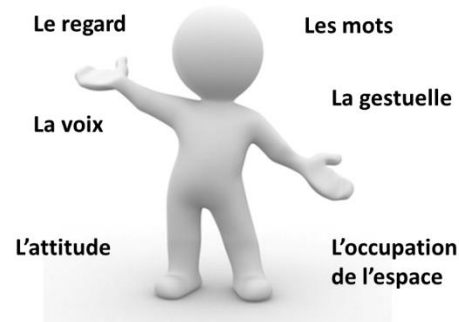 Le regard
Les mots
La gestuelle
La voix
L'attitude
L'occupation
de l'espace